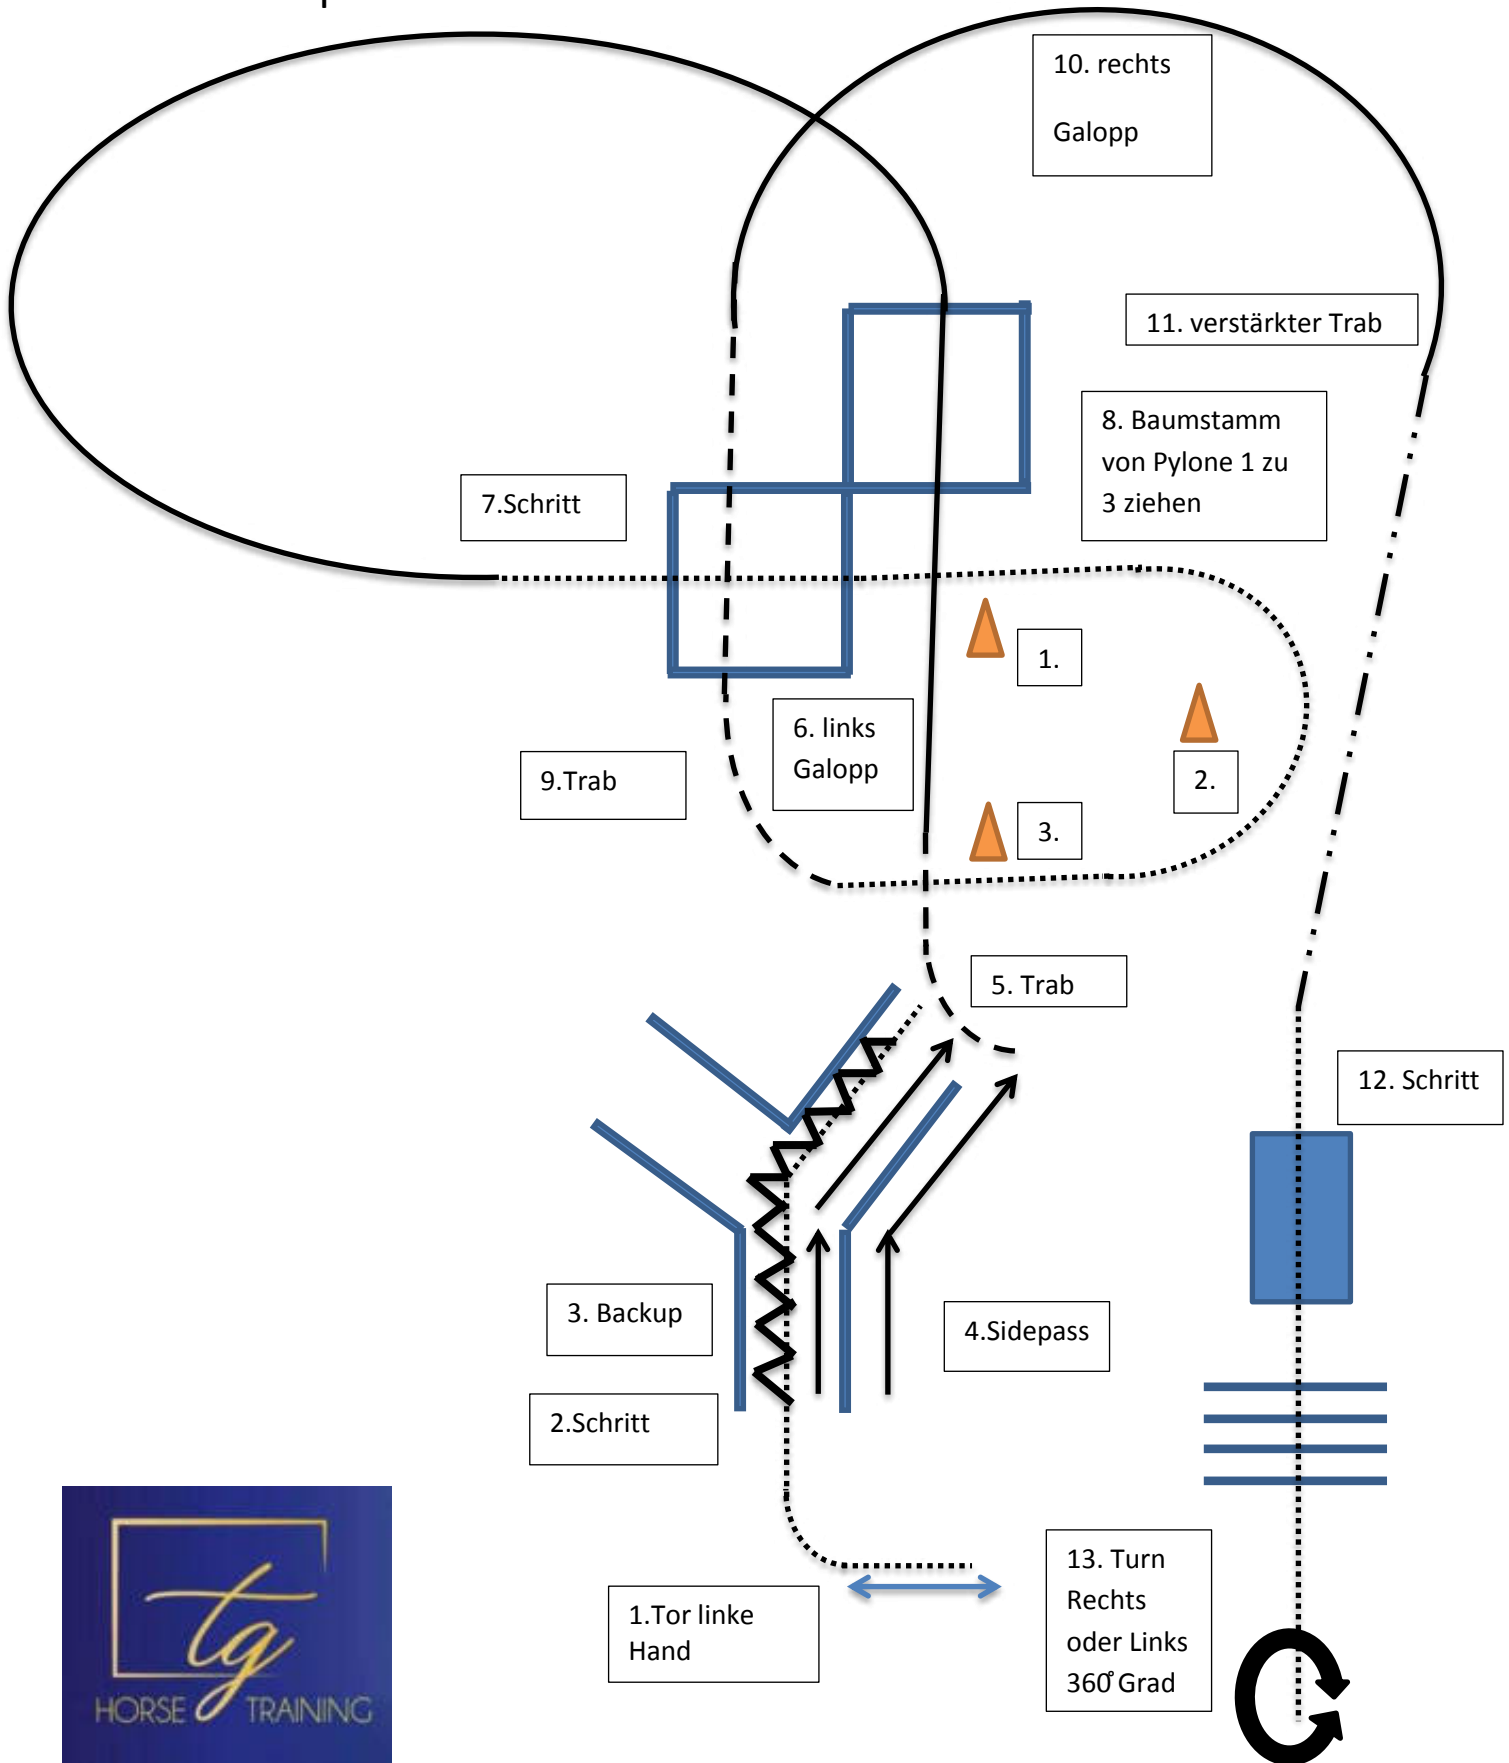 10. rechts
Galopp
11. verstärkter Trab
8. Baumstamm
von Pylone 1 zu
3 ziehen
7.Schritt
1.
6. links
Galopp
9.Trab
2.
3.
5. Trab
12. Schritt
3. Backup
4.Sidepass
2.Schritt
13. Turn
Rechts
oder Links
360° Grad
1.Tor linke
Hand
tg
HORSE TRAINING